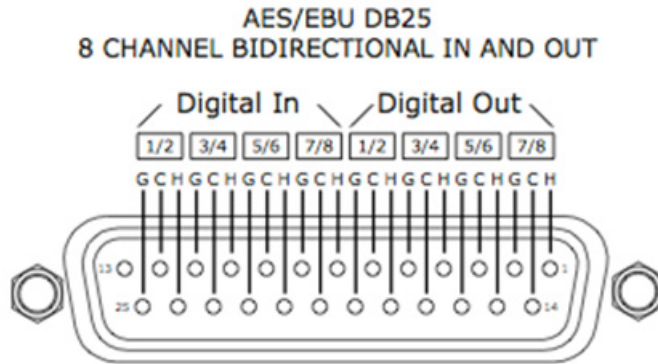 AES/EBU DB25
8 CHANNEL BIDIRECTIONAL IN AND OUT
Digital In Digital Out
1/2 3/4 5/6 7/8 1/2 3/4 5/6 7/8
G C H G C H G C H G C H G C H G C H G C H G C H
13 1
25 14